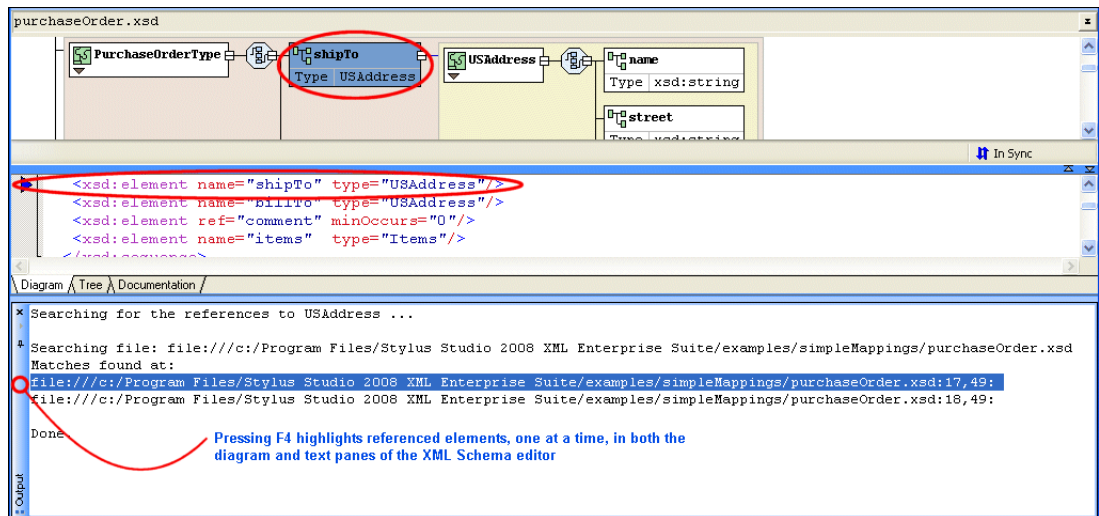 purchaseOrder.xsd
PurchaseOrderType
shipTo
Type USAddress
USAddress
name
Type xsd:string
street
Type xsd:string
In Sync
<xsd:element name="shipTo" type="USAddress"/>
<xsd:element name="billTo" type="USAddress"/>
<xsd:element ref="comment" minOccurs="0"/>
<xsd:element name="items" type="Items"/>
</xsd:sequence>
Diagram Tree Documentation
Searching for the references to USAddress ...
Searching file: file:///c:/Program Files/Stylus Studio 2008 XML Enterprise Suite/examples/simpleMappings/purchaseOrder.xsd
Matches found at:
file:///c:/Program Files/Stylus Studio 2008 XML Enterprise Suite/examples/simpleMappings/purchaseOrder.xsd:17,49:
file:///c:/Program Files/Stylus Studio 2008 XML Enterprise Suite/examples/simpleMappings/purchaseOrder.xsd:18,49:
Done
Pressing F4 highlights referenced elements, one at a time, in both the
diagram and text panes of the XML Schema editor
Output